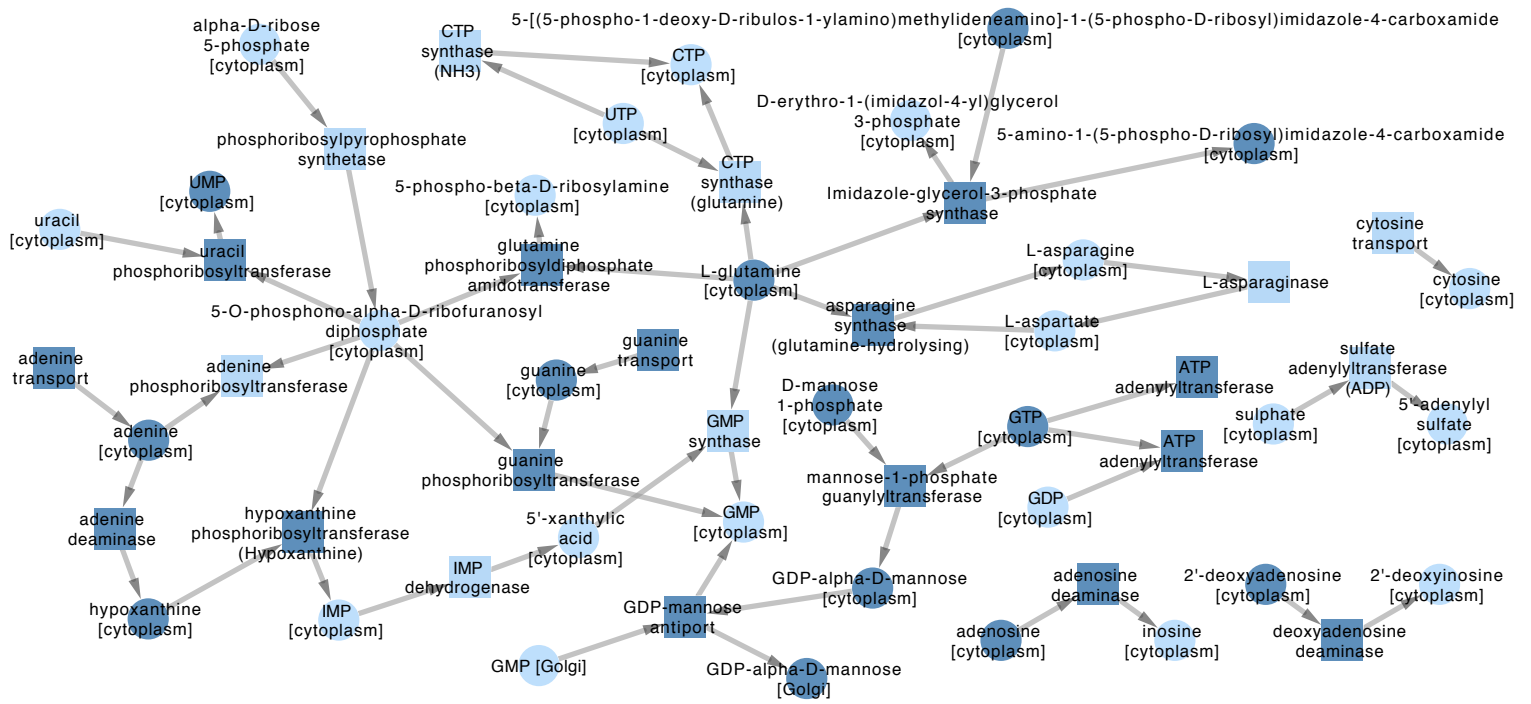 alpha-D-ribose
5-phosphate
[cytoplasm]
CTP
synthase
(NH3)
CTP
[cytoplasm]
5-[(5-phospho-1-deoxy-D-ribulos-1-ylamino)methylideneamino]-1-(5-phospho-D-ribosyl)imidazole-4-carboxamide
[cytoplasm]
UTP
[cytoplasm]
D-erythro-1-(imidazol-4-yl)glycerol
3-phosphate
[cytoplasm]
5-amino-1-(5-phospho-D-ribosyl)imidazole-4-carboxamide
[cytoplasm]
phosphoribosylpyrophosphate
synthetase
UMP
[cytoplasm]
5-phospho-beta-D-ribosylamine
[cytoplasm]
CTP
synthase
(glutamine)
Imidazole-glycerol-3-phosphate
synthase
uracil
[cytoplasm]
uracil
phosphoribosyltransferase
glutamine
phosphoribosyldiphosphate
amidotransferase
L-glutamine
[cytoplasm]
L-asparagine
[cytoplasm]
L-asparaginase
cytosine
transport
cytosine
[cytoplasm]
5-O-phosphono-alpha-D-ribofuranosyl
diphosphate
[cytoplasm]
asparagine
synthase
(glutamine-hydrolysing)
L-aspartate
[cytoplasm]
adenine
transport
adenine
phosphoribosyltransferase
guanine
[cytoplasm]
guanine
transport
D-mannose
1-phosphate
[cytoplasm]
ATP
adenylyltransferase
sulfate
adenylyltransferase
(ADP)
adenine
[cytoplasm]
GMP
synthase
GTP
[cytoplasm]
ATP
adenylyltransferase
sulphate
[cytoplasm]
5'-adenylyl
sulfate
[cytoplasm]
guanine
phosphoribosyltransferase
mannose-1-phosphate
guanylyltransferase
GDP
[cytoplasm]
adenine
deaminase
hypoxanthine
phosphoribosyltransferase
(Hypoxanthine)
5'-xanthylic
acid
[cytoplasm]
GMP
[cytoplasm]
IMP
dehydrogenase
GDP-alpha-D-mannose
[cytoplasm]
adenosine
deaminase
2'-deoxyadenosine
[cytoplasm]
2'-deoxyinosine
[cytoplasm]
hypoxanthine
[cytoplasm]
IMP
[cytoplasm]
GDP-mannose
antiport
adenosine
[cytoplasm]
inosine
[cytoplasm]
deoxyadenosine
deaminase
GMP [Golgi]
GDP-alpha-D-mannose
[Golgi]